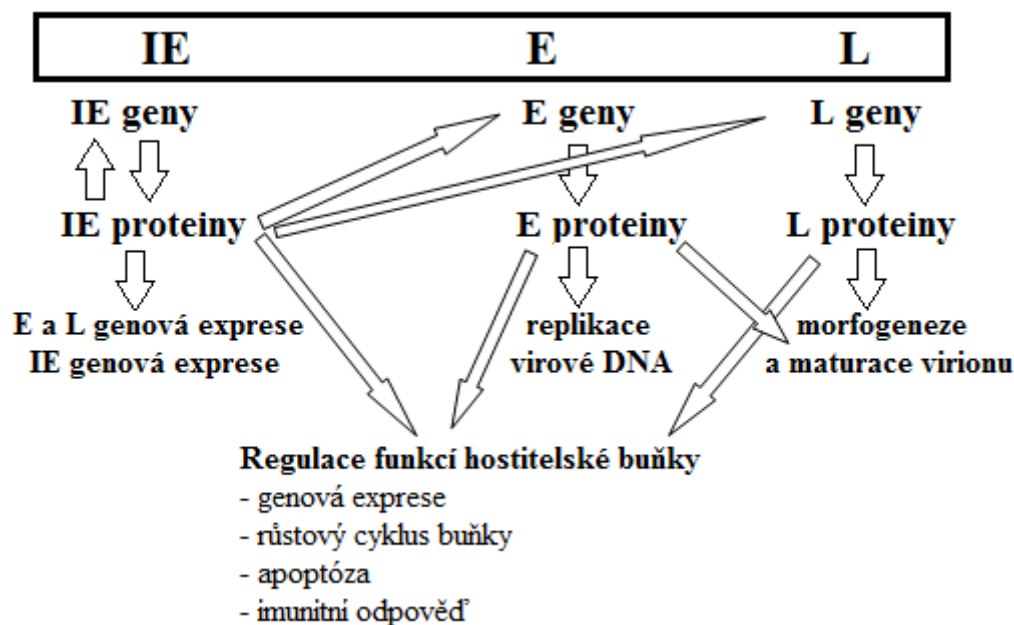 IE E L
IE geny E geny L geny
IE proteiny E proteiny L proteiny
E a L genová exprese
IE genová exprese
replikace
virové DNA
morfogeneze
a maturace virionu
Regulace funkcí hostitelské buňky
- genová exprese
- růstový cyklus buňky
- apoptóza
- imunitní odpověď